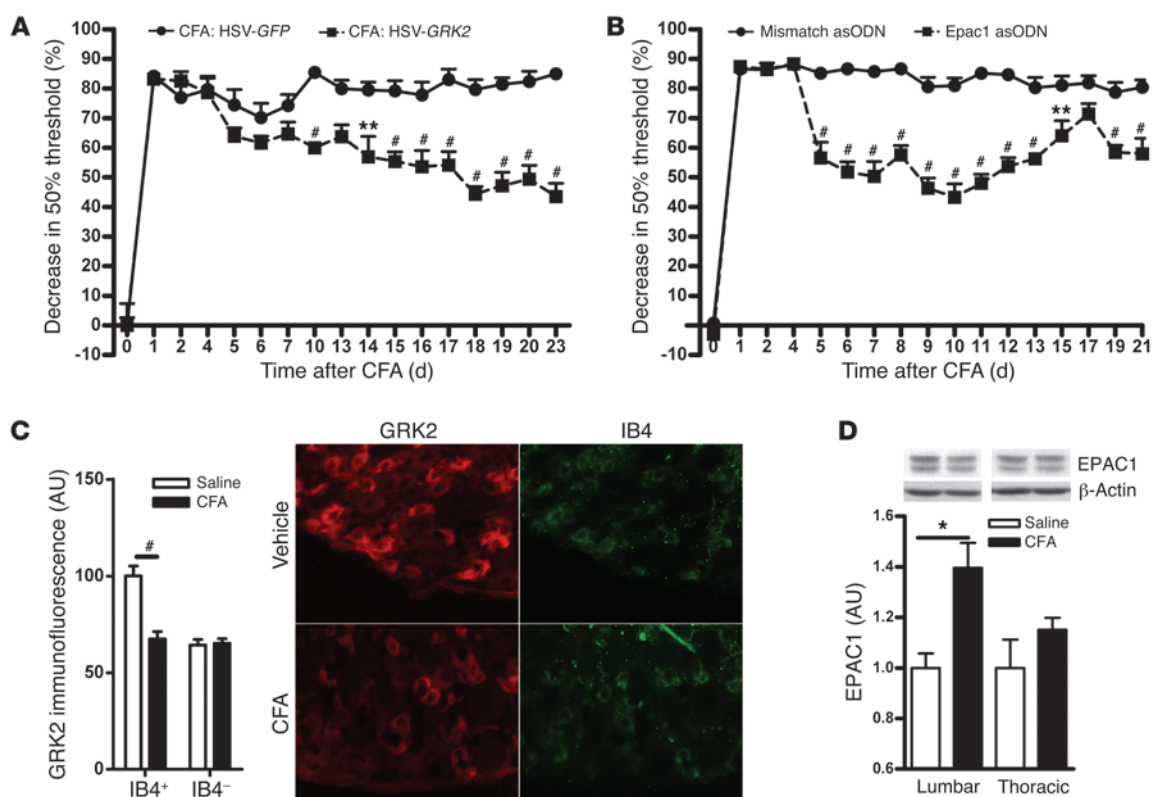 A
CFA: HSV-GFP CFA: HSV-GRK2
Decrease in 50% threshold (%)
100
90
80
70
60
50
40
30
20
10
0
-10
# ** # # # # # # #
0 1 2 4 5 6 7 10 13 14 15 16 17 18 19 20 23
Time after CFA (d)
B
Mismatch asODN Epac1 asODN
Decrease in 50% threshold (%)
100
90
80
70
60
50
40
30
20
10
0
-10
# # # # # # # # # ** # #
0 1 2 4 5 6 7 8 9 10 11 12 13 15 17 19 21
Time after CFA (d)
C
GRK2 immunofluorescence (AU)
150
100
50
0
Saline
CFA
#
IB4+ IB4−
GRK2 IB4
Vehicle
CFA
D
EPAC1
β-Actin
EPAC1 (AU)
1.6
1.4
1.2
1.0
0.8
0.6
Saline
CFA
*
Lumbar Thoracic